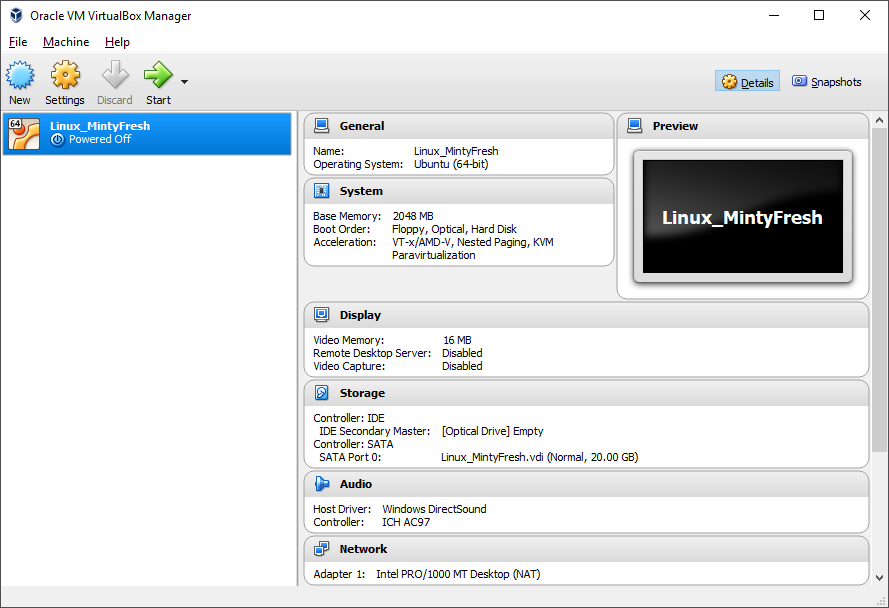 Oracle VM VirtualBox Manager
File Machine Help
New Settings Discard Start
Details Snapshots
64
Linux_MintyFresh
Powered Off
General
Name: Linux_MintyFresh
Operating System: Ubuntu (64-bit)
System
Base Memory: 2048 MB
Boot Order: Floppy, Optical, Hard Disk
Acceleration: VT-x/AMD-V, Nested Paging, KVM
Paravirtualization
Preview
Linux_MintyFresh
Display
Video Memory: 16 MB
Remote Desktop Server: Disabled
Video Capture: Disabled
Storage
Controller: IDE
IDE Secondary Master: [Optical Drive] Empty
Controller: SATA
SATA Port 0: Linux_MintyFresh.vdi (Normal, 20.00 GB)
Audio
Host Driver: Windows DirectSound
Controller: ICH AC97
Network
Adapter 1: Intel PRO/1000 MT Desktop (NAT)